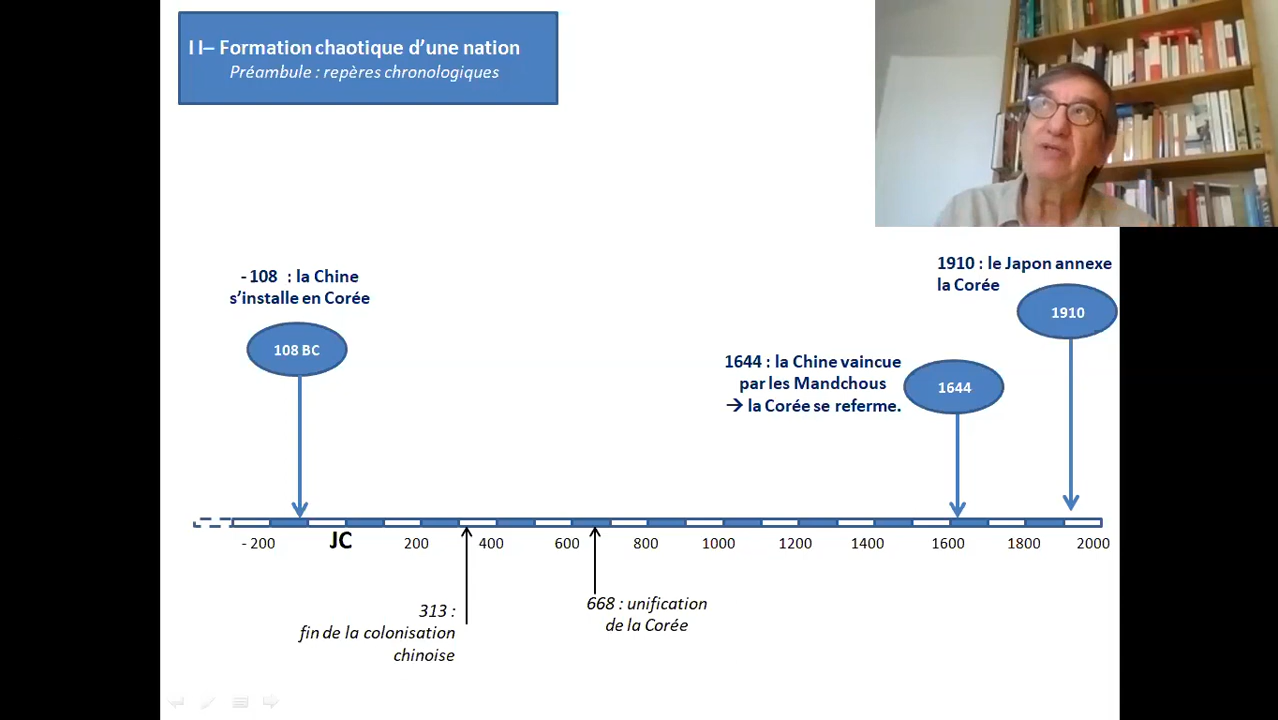 I I– Formation chaotique d’une nation
Préambule : repères chronologiques
- 108 : la Chine
s’installe en Corée
108 BC
1910 : le Japon annexe
la Corée
1910
1644 : la Chine vaincue
par les Mandchous
→ la Corée se referme.
1644
- 200 JC 200 400 600 800 1000 1200 1400 1600 1800 2000
313 :
fin de la colonisation
chinoise
668 : unification
de la Corée